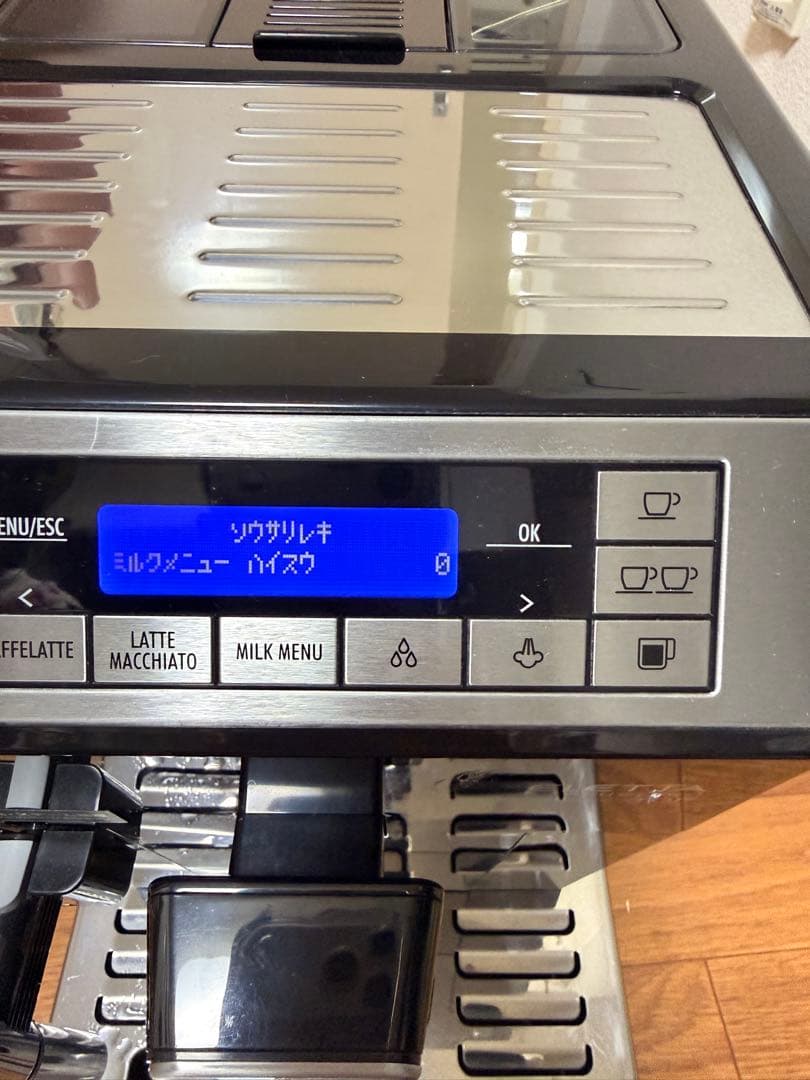 ソウサリレキ
ミルクメニュー ハイスウ 0
ENU/ESC
OK
<
>
FFELATTE
LATTE
MACCHIATO
MILK MENU